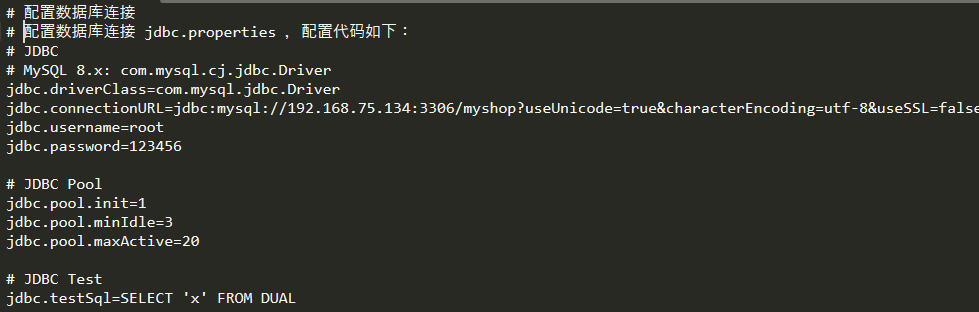 # 配置数据库连接
# 配置数据库连接 jdbc.properties ，配置代码如下：
# JDBC
# MySQL 8.x: com.mysql.cj.jdbc.Driver
jdbc.driverClass=com.mysql.jdbc.Driver
jdbc.connectionURL=jdbc:mysql://192.168.75.134:3306/myshop?useUnicode=true&characterEncoding=utf-8&useSSL=false
jdbc.username=root
jdbc.password=123456
# JDBC Pool
jdbc.pool.init=1
jdbc.pool.minIdle=3
jdbc.pool.maxActive=20
# JDBC Test
jdbc.testSql=SELECT 'x' FROM DUAL